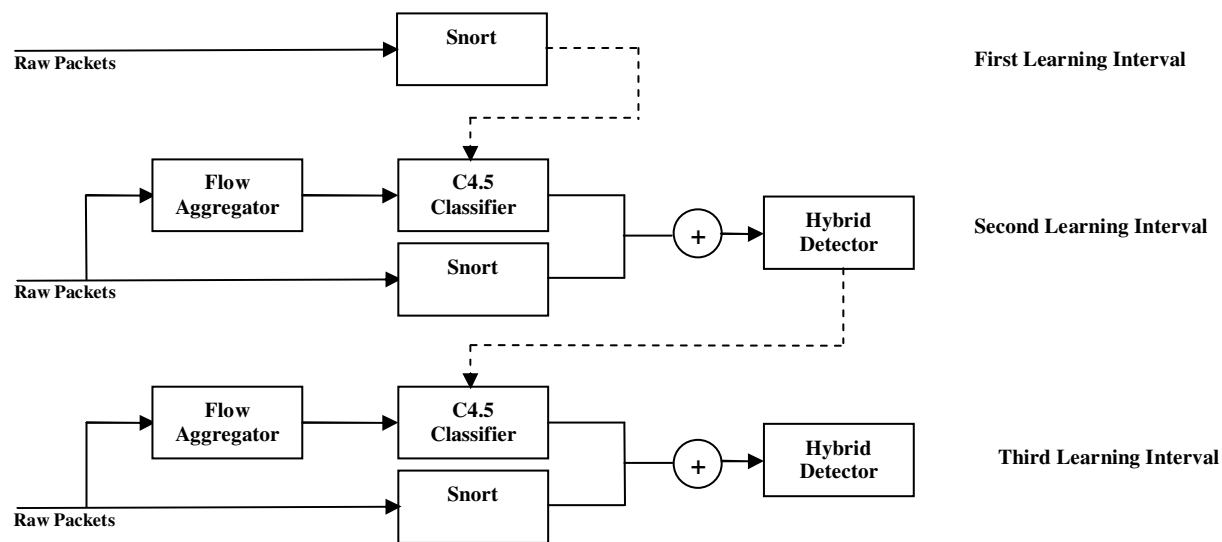 Snort
Raw Packets
First Learning Interval
Flow
Aggregator
C4.5
Classifier
+
Hybrid
Detector
Second Learning Interval
Snort
Raw Packets
Flow
Aggregator
C4.5
Classifier
+
Hybrid
Detector
Third Learning Interval
Snort
Raw Packets